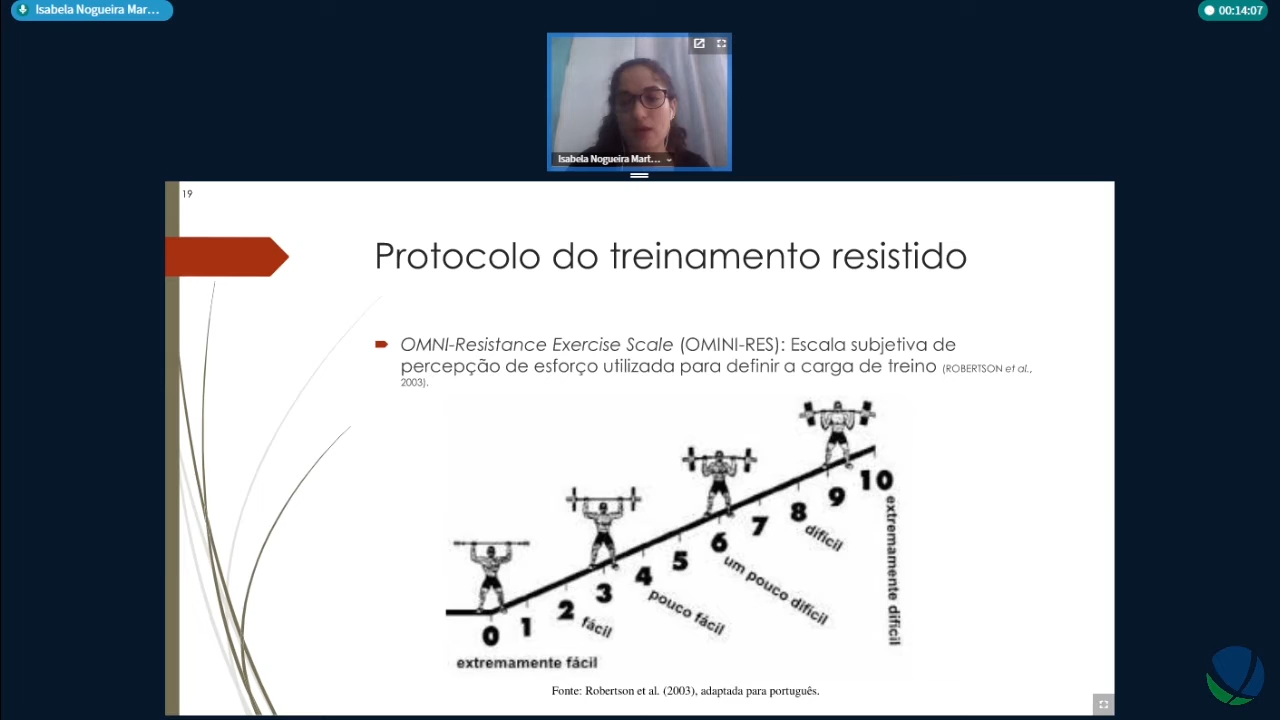 Isabela Nogueira Mar...
00:14:07
Isabela Nogueira Mart...
19
Protocolo do treinamento resistido
OMNI-Resistance Exercise Scale (OMINI-RES): Escala subjetiva de
percepção de esforço utilizada para definir a carga de treino (ROBERTSON et al.,
2003).
0 1 2 3 4 5 6 7 8 9 10
extremamente fácil
fácil
pouco fácil
um pouco difícil
difícil
extremamente difícil
Fonte: Robertson et al. (2003), adaptada para português.